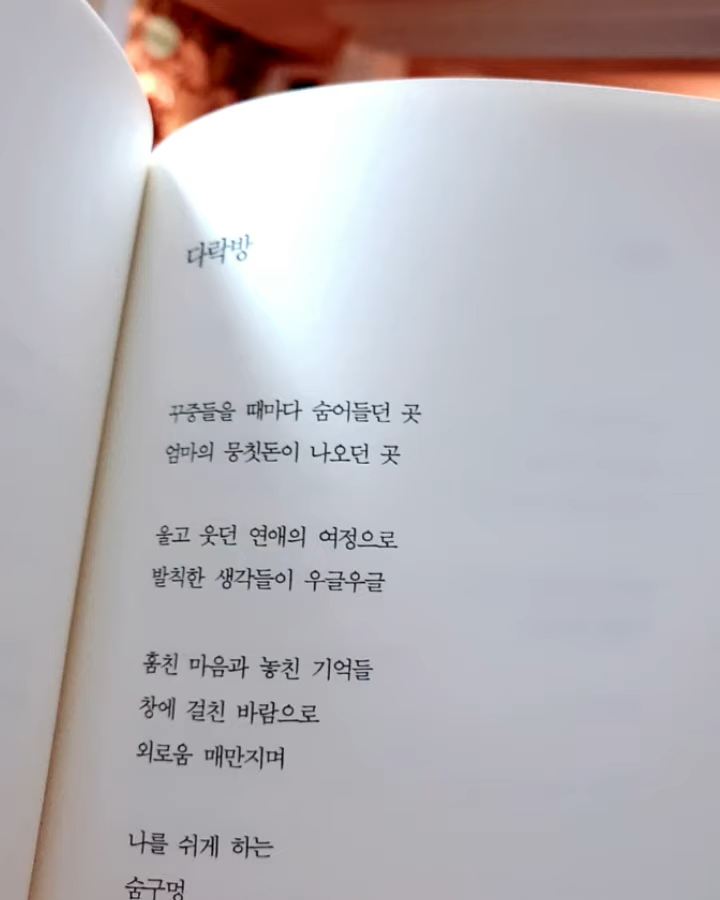 다락방
꾸중들을 때마다 숨어들던 곳
엄마의 뭉칫돈이 나오던 곳
울고 웃던 연애의 여정으로
발칙한 생각들이 우글우글
훔친 마음과 놓친 기억들
창에 걸친 바람으로
외로움 매만지며
나를 쉬게 하는
숨구멍